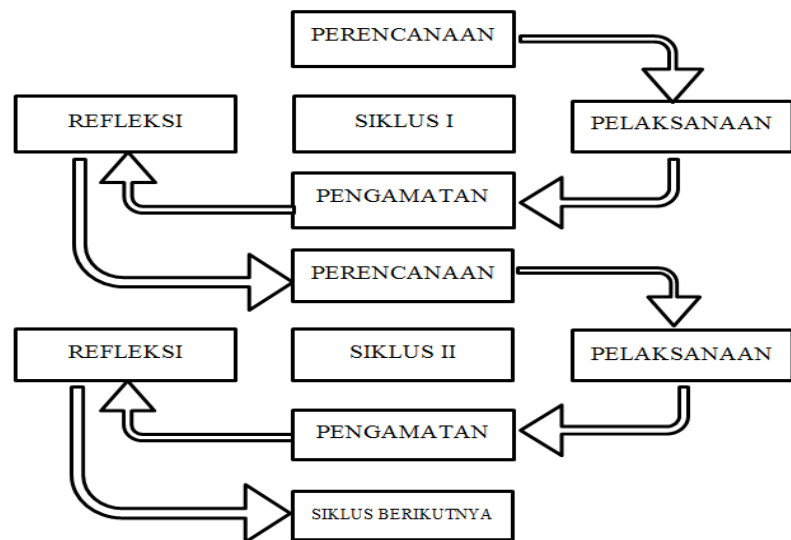 PERENCANAAN
REFLEKSI
SIKLUS I
PELAKSANAAN
PENGAMATAN
PERENCANAAN
REFLEKSI
SIKLUS II
PELAKSANAAN
PENGAMATAN
SIKLUS BERIKUTNYA